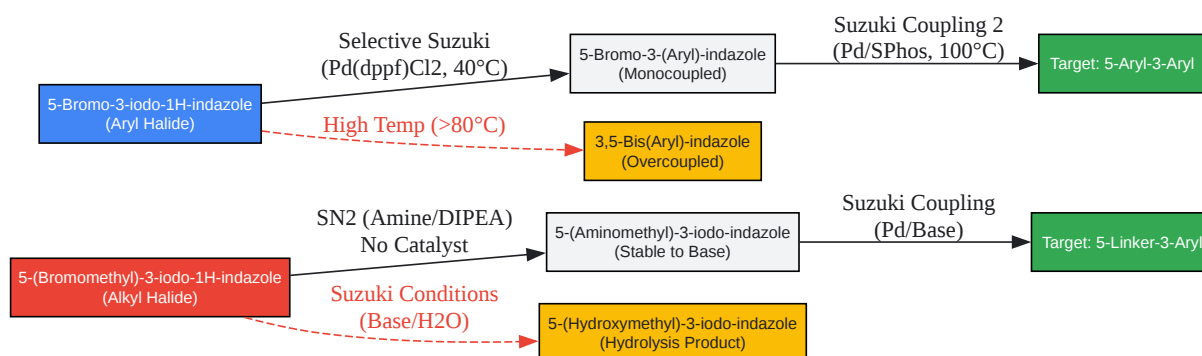 Selective Suzuki
(Pd(dppf)Cl2, 40°C)
Suzuki Coupling 2
(Pd/SPhos, 100°C)
5-Bromo-3-iodo-1H-indazole
(Aryl Halide)
5-Bromo-3-(Aryl)-indazole
(Monocoupled)
Target: 5-Aryl-3-Aryl
High Temp (>80°C)
3,5-Bis(Aryl)-indazole
(Overcoupled)
SN2 (Amine/DIPEA)
No Catalyst
Suzuki Coupling
(Pd/Base)
5-(Bromomethyl)-3-iodo-1H-indazole
(Alkyl Halide)
5-(Aminomethyl)-3-iodo-indazole
(Stable to Base)
Target: 5-Linker-3-Aryl
Suzuki Conditions
(Base/H2O)
5-(Hydroxymethyl)-3-iodo-indazole
(Hydrolysis Product)